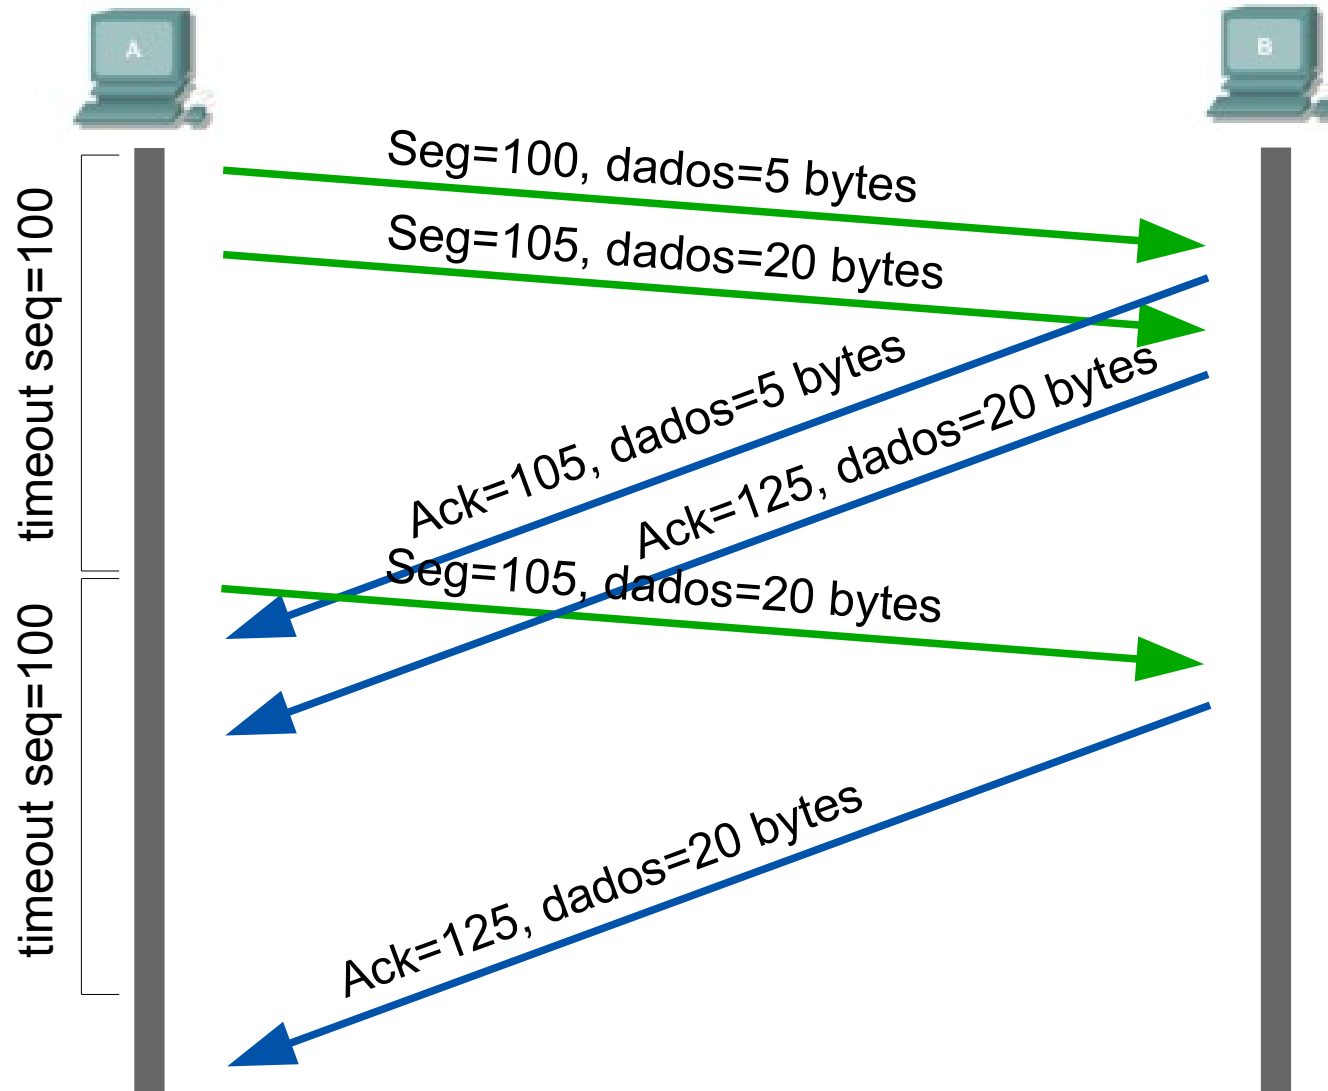 A
B
Seg=100, dados=5 bytes
Seg=105, dados=20 bytes
timeout seq=100
Ack=105, dados=5 bytes
Ack=125, dados=20 bytes
Seg=105, dados=20 bytes
timeout seq=100
Ack=125, dados=20 bytes